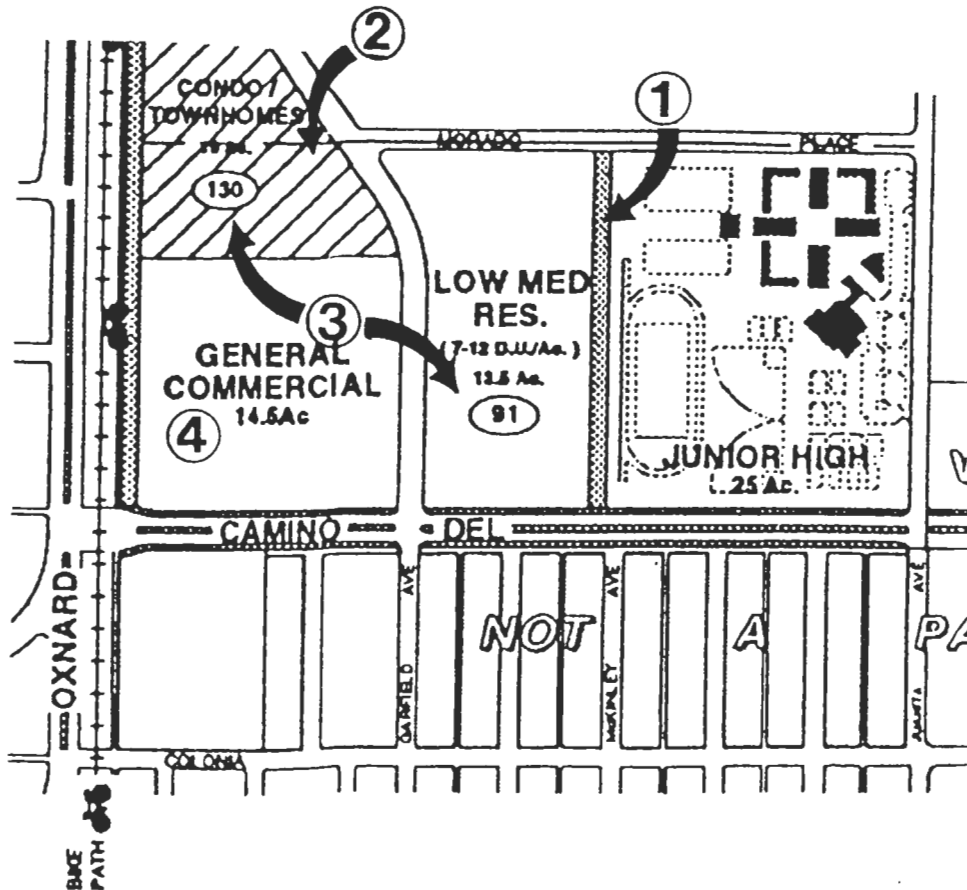 2
CONDO/
TOWNHOMES
130
1
MORADO
PLACE
LOW MED
RES.
(7-12 D.U./Ac.)
13.5 Ac.
91
3
GENERAL
COMMERCIAL
14.5Ac
4
JUNIOR HIGH
25 Ac.
CAMINO
DEL
OXNARD
GARFIELD
AVE
McKINLEY
AVE
JUANITA
AVE
NOT
A
PA
COLONIA
BIKE
PATH